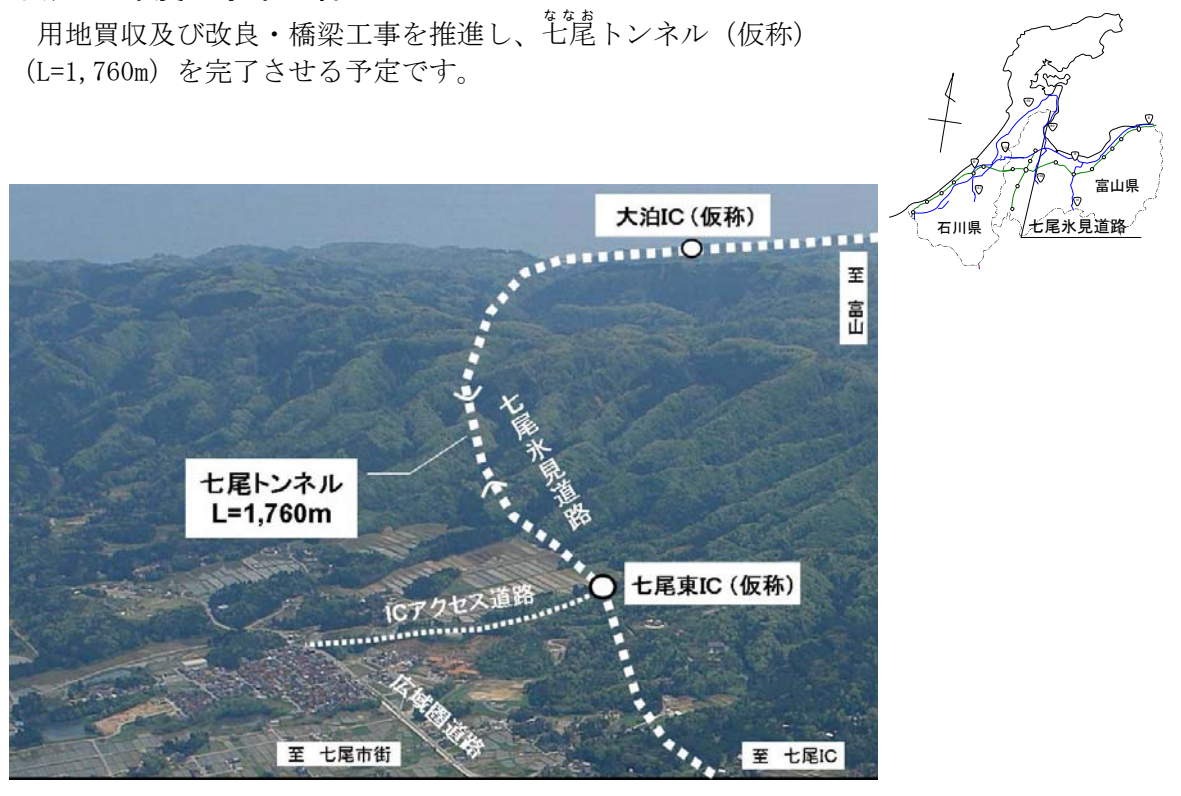 用地買収及び改良・橋梁工事を推進し、七尾トンネル（仮称）
ななお
（L=1,760m）を完了させる予定です。
富山県
石川県
七尾氷見道路
大泊IC（仮称）
至 富山
七尾氷見道路
七尾トンネル
L=1,760m
七尾東IC（仮称）
ICアクセス道路
広域圏道路
至 七尾市街
至 七尾IC